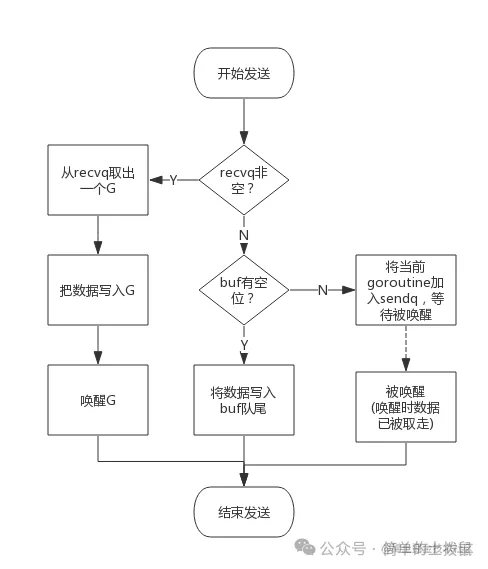 开始发送
从recvq取出
一个G
Y
recvq非
空？
N
把数据写入G
buf有空
位？
N
将当前
goroutine加
入sendq，等
待被唤醒
Y
唤醒G
将数据写入
buf队尾
被唤醒
(唤醒时数据
已被取走)
结束发送
公众号·简单的土拨鼠